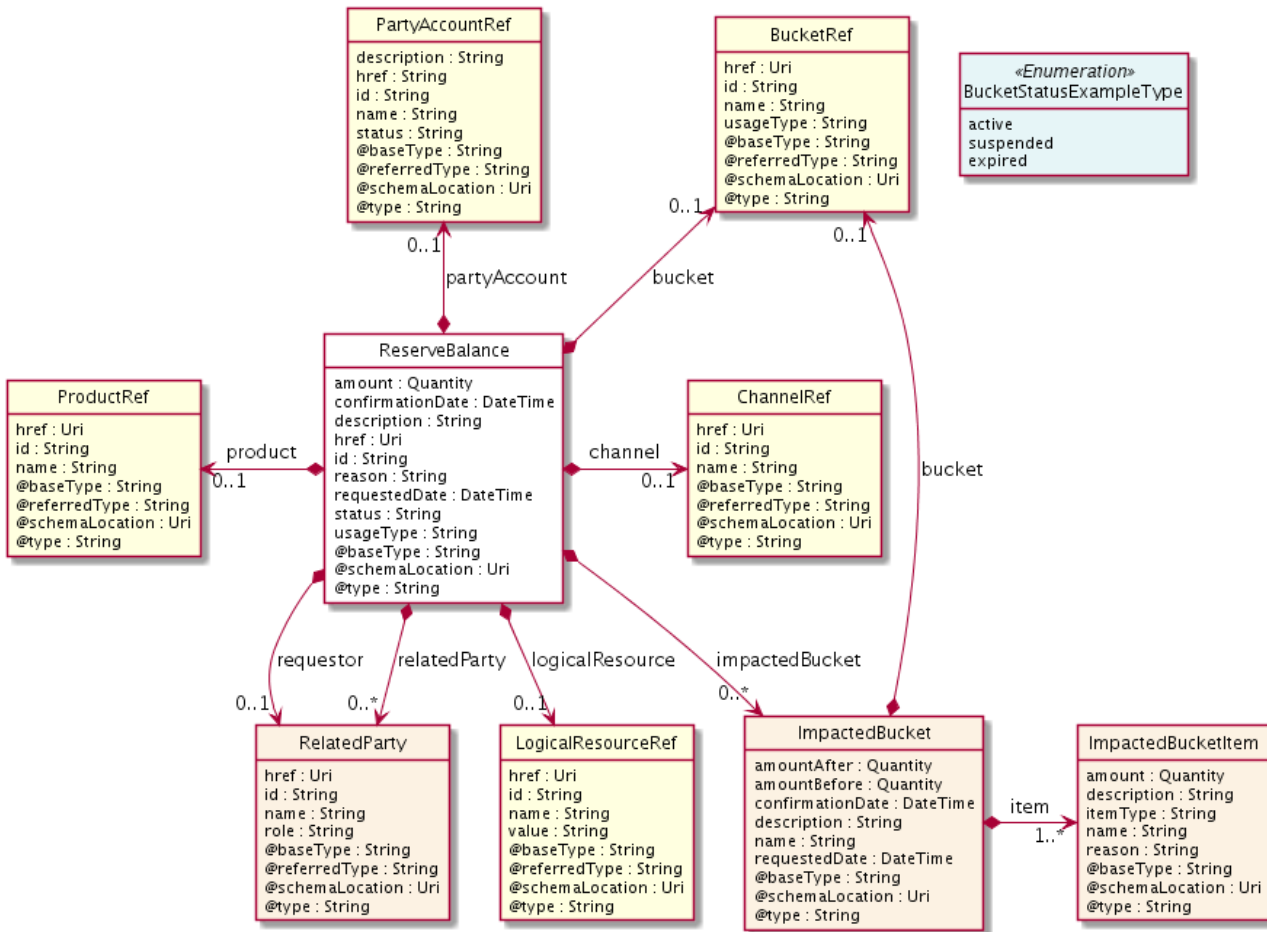 PartyAccountRef
description : String
href : String
id : String
name : String
status : String
@baseType : String
@referredType : String
@schemaLocation : Uri
@type : String
BucketRef
href : Uri
id : String
name : String
usageType : String
@baseType : String
@referredType : String
@schemaLocation : Uri
@type : String
«Enumeration»
BucketStatusExampleType
active
suspended
expired
0..1
0..1
0..1
partyAccount
bucket
ReserveBalance
amount : Quantity
confirmationDate : DateTime
description : String
href : Uri
id : String
reason : String
requestedDate : DateTime
status : String
usageType : String
@baseType : String
@schemaLocation : Uri
@type : String
ProductRef
href : Uri
id : String
name : String
@baseType : String
@referredType : String
@schemaLocation : Uri
@type : String
product
0..1
channel
0..1
ChannelRef
href : Uri
id : String
name : String
@baseType : String
@referredType : String
@schemaLocation : Uri
@type : String
bucket
requestor
relatedParty
logicalResource
impactedBucket
0..1
0..*
0..1
0..*
RelatedParty
href : Uri
id : String
name : String
role : String
@baseType : String
@referredType : String
@schemaLocation : Uri
@type : String
LogicalResourceRef
href : Uri
id : String
name : String
value : String
@baseType : String
@referredType : String
@schemaLocation : Uri
@type : String
ImpactedBucket
amountAfter : Quantity
amountBefore : Quantity
confirmationDate : DateTime
description : String
name : String
requestedDate : DateTime
@baseType : String
@schemaLocation : Uri
@type : String
item
1..*
ImpactedBucketItem
amount : Quantity
description : String
itemType : String
name : String
reason : String
@baseType : String
@schemaLocation : Uri
@type : String